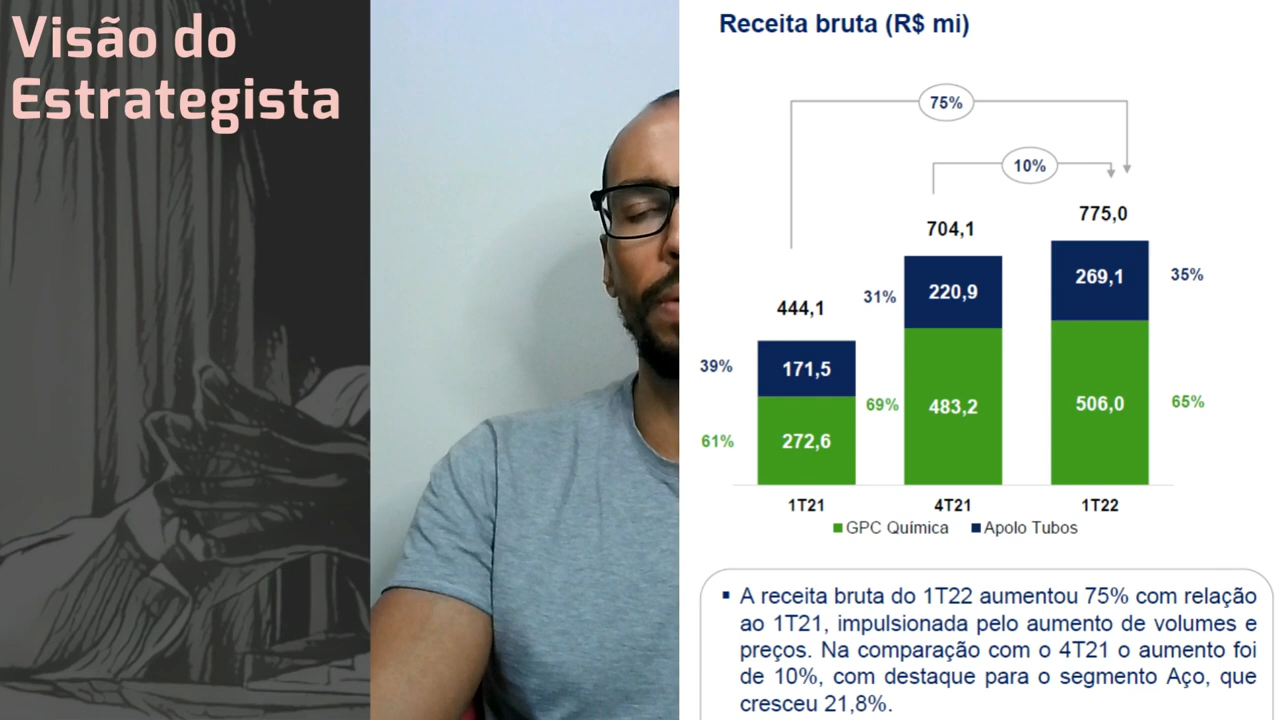 Visão do
Estrategista
Receita bruta (R$ mi)
75%
10%
775,0
704,1
444,1
269,1
35%
31%
220,9
39%
171,5
69%
483,2
506,0
65%
61%
272,6
1T21
4T21
1T22
GPC Química
Apolo Tubos
▪ A receita bruta do 1T22 aumentou 75% com relação
ao 1T21, impulsionada pelo aumento de volumes e
preços. Na comparação com o 4T21 o aumento foi
de 10%, com destaque para o segmento Aço, que
cresceu 21,8%.